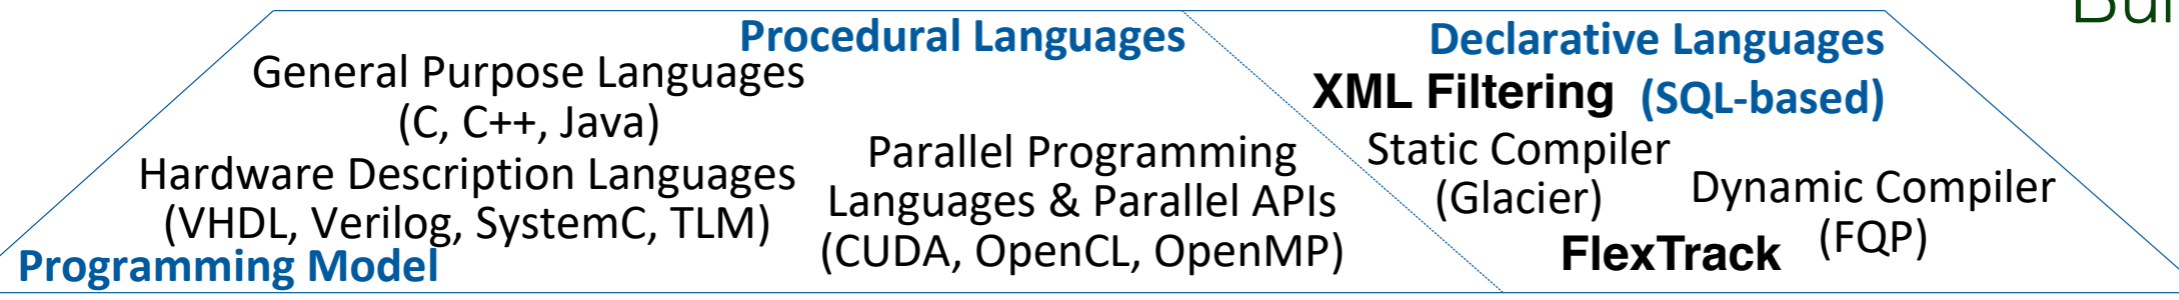 Procedural Languages
General Purpose Languages
(C, C++, Java)
Hardware Description Languages
(VHDL, Verilog, SystemC, TLM)
Parallel Programming
Languages & Parallel APIs
(CUDA, OpenCL, OpenMP)
Programming Model
Declarative Languages
XML Filtering (SQL-based)
Static Compiler
(Glacier)
Dynamic Compiler
(FQP)
FlexTrack